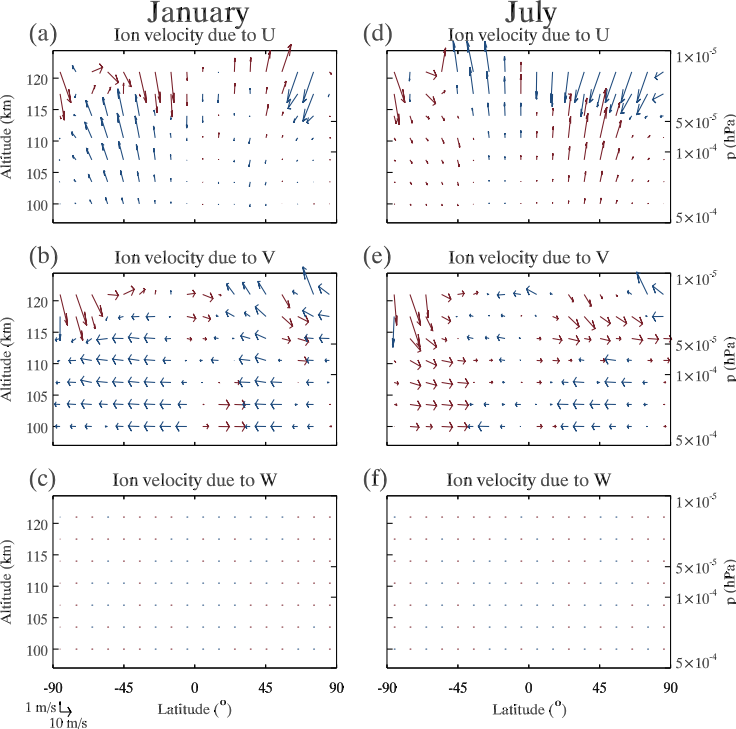 January
July
(a)
Ion velocity due to U
(d)
Ion velocity due to U
120
115
110
105
100
Altitude (km)
1×10⁻⁵
5×10⁻⁵
1×10⁻⁴
5×10⁻⁴
p (hPa)
(b)
Ion velocity due to V
(e)
Ion velocity due to V
120
115
110
105
100
Altitude (km)
1×10⁻⁵
5×10⁻⁵
1×10⁻⁴
5×10⁻⁴
p (hPa)
(c)
Ion velocity due to W
(f)
Ion velocity due to W
120
115
110
105
100
Altitude (km)
1×10⁻⁵
5×10⁻⁵
1×10⁻⁴
5×10⁻⁴
p (hPa)
-90 -45 0 45 90
-90 -45 0 45 90
Latitude (°)
Latitude (°)
1 m/s
10 m/s